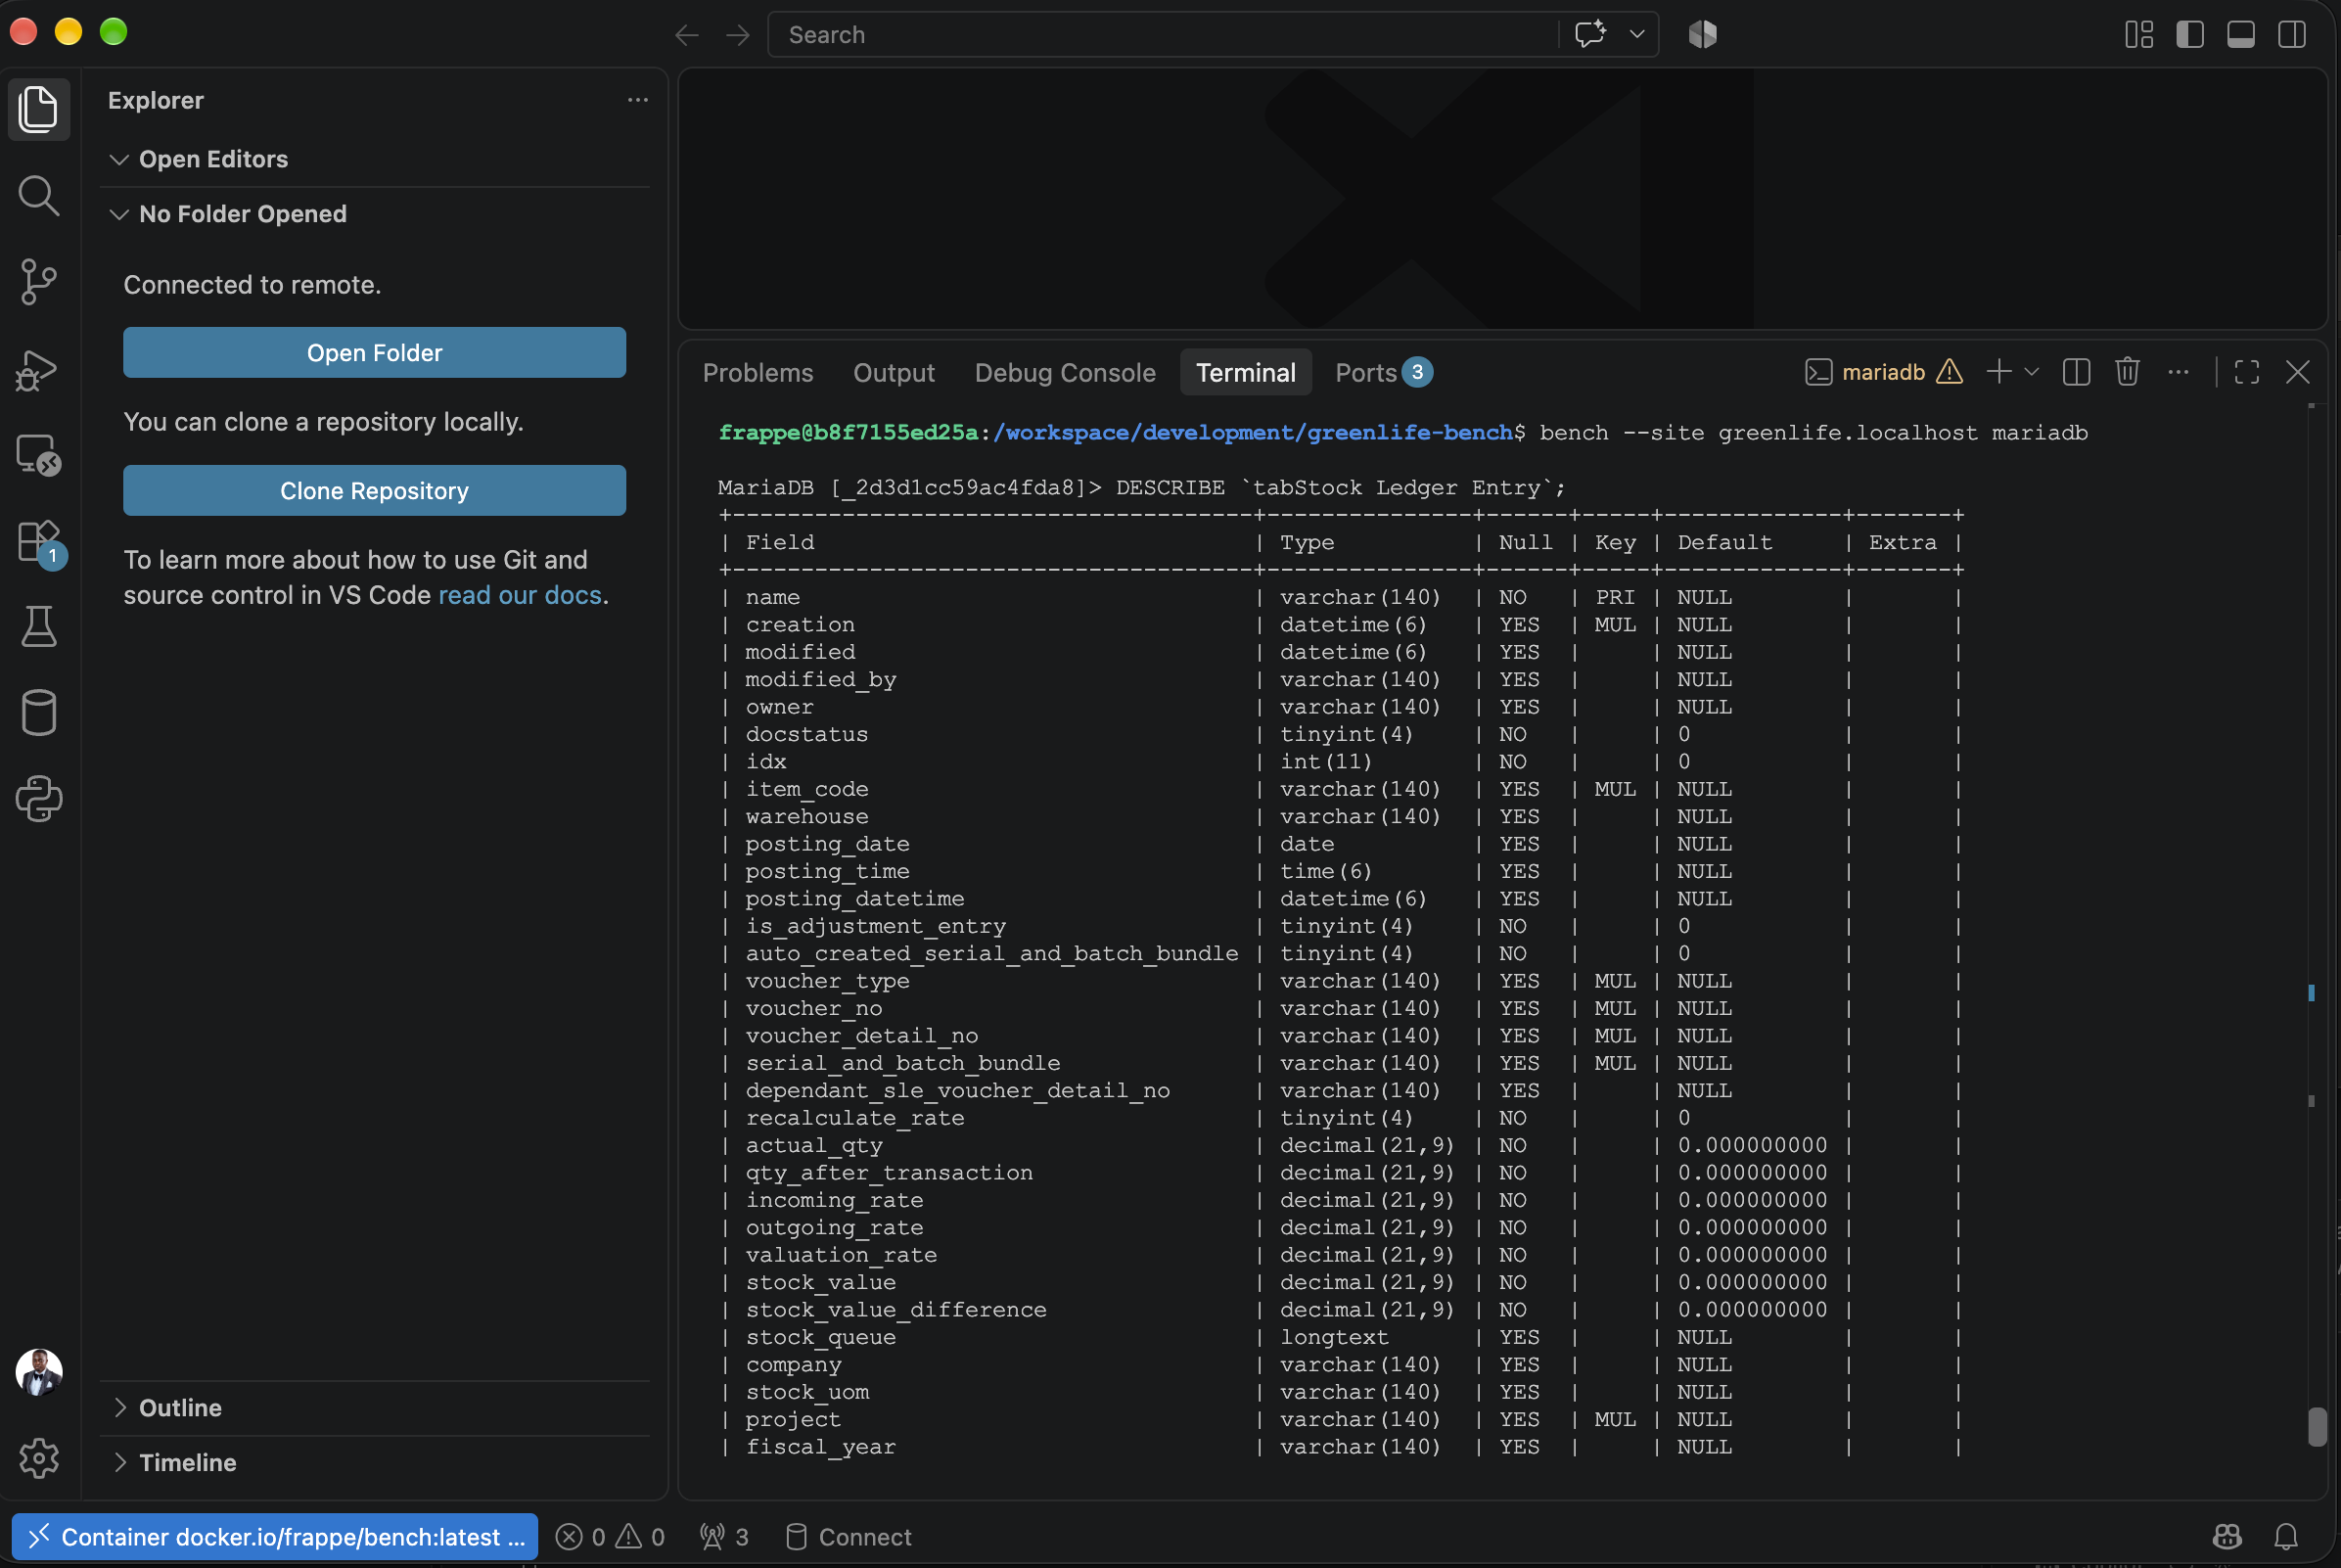 Search
Explorer
Open Editors
No Folder Opened
Connected to remote.
Open Folder
You can clone a repository locally.
Clone Repository
To learn more about how to use Git and
source control in VS Code read our docs.
1
Outline
Timeline
Problems Output Debug Console Terminal Ports 3 mariadb
frappe@b8f7155ed25a:/workspace/development/greenlife-bench$ bench --site greenlife.localhost mariadb
MariaDB [_2d3d1cc59ac4fda8]> DESCRIBE `tabStock Ledger Entry`;
+--------------------------------------+---------------+------+-----+-------------+-------+
| Field | Type | Null | Key | Default | Extra |
+--------------------------------------+---------------+------+-----+-------------+-------+
| name | varchar(140) | NO | PRI | NULL | |
| creation | datetime(6) | YES | MUL | NULL | |
| modified | datetime(6) | YES | | NULL | |
| modified_by | varchar(140) | YES | | NULL | |
| owner | varchar(140) | YES | | NULL | |
| docstatus | tinyint(4) | NO | | 0 | |
| idx | int(11) | NO | | 0 | |
| item_code | varchar(140) | YES | MUL | NULL | |
| warehouse | varchar(140) | YES | | NULL | |
| posting_date | date | YES | | NULL | |
| posting_time | time(6) | YES | | NULL | |
| posting_datetime | datetime(6) | YES | | NULL | |
| is_adjustment_entry | tinyint(4) | NO | | 0 | |
| auto_created_serial_and_batch_bundle | tinyint(4) | NO | | 0 | |
| voucher_type | varchar(140) | YES | MUL | NULL | |
| voucher_no | varchar(140) | YES | MUL | NULL | |
| voucher_detail_no | varchar(140) | YES | MUL | NULL | |
| serial_and_batch_bundle | varchar(140) | YES | MUL | NULL | |
| dependant_sle_voucher_detail_no | varchar(140) | YES | | NULL | |
| recalculate_rate | tinyint(4) | NO | | 0 | |
| actual_qty | decimal(21,9) | NO | | 0.000000000 | |
| qty_after_transaction | decimal(21,9) | NO | | 0.000000000 | |
| incoming_rate | decimal(21,9) | NO | | 0.000000000 | |
| outgoing_rate | decimal(21,9) | NO | | 0.000000000 | |
| valuation_rate | decimal(21,9) | NO | | 0.000000000 | |
| stock_value | decimal(21,9) | NO | | 0.000000000 | |
| stock_value_difference | decimal(21,9) | NO | | 0.000000000 | |
| stock_queue | longtext | YES | | NULL | |
| company | varchar(140) | YES | | NULL | |
| stock_uom | varchar(140) | YES | | NULL | |
| project | varchar(140) | YES | MUL | NULL | |
| fiscal_year | varchar(140) | YES | | NULL | |
Container docker.io/frappe/bench:latest ... 0 0 3 Connect